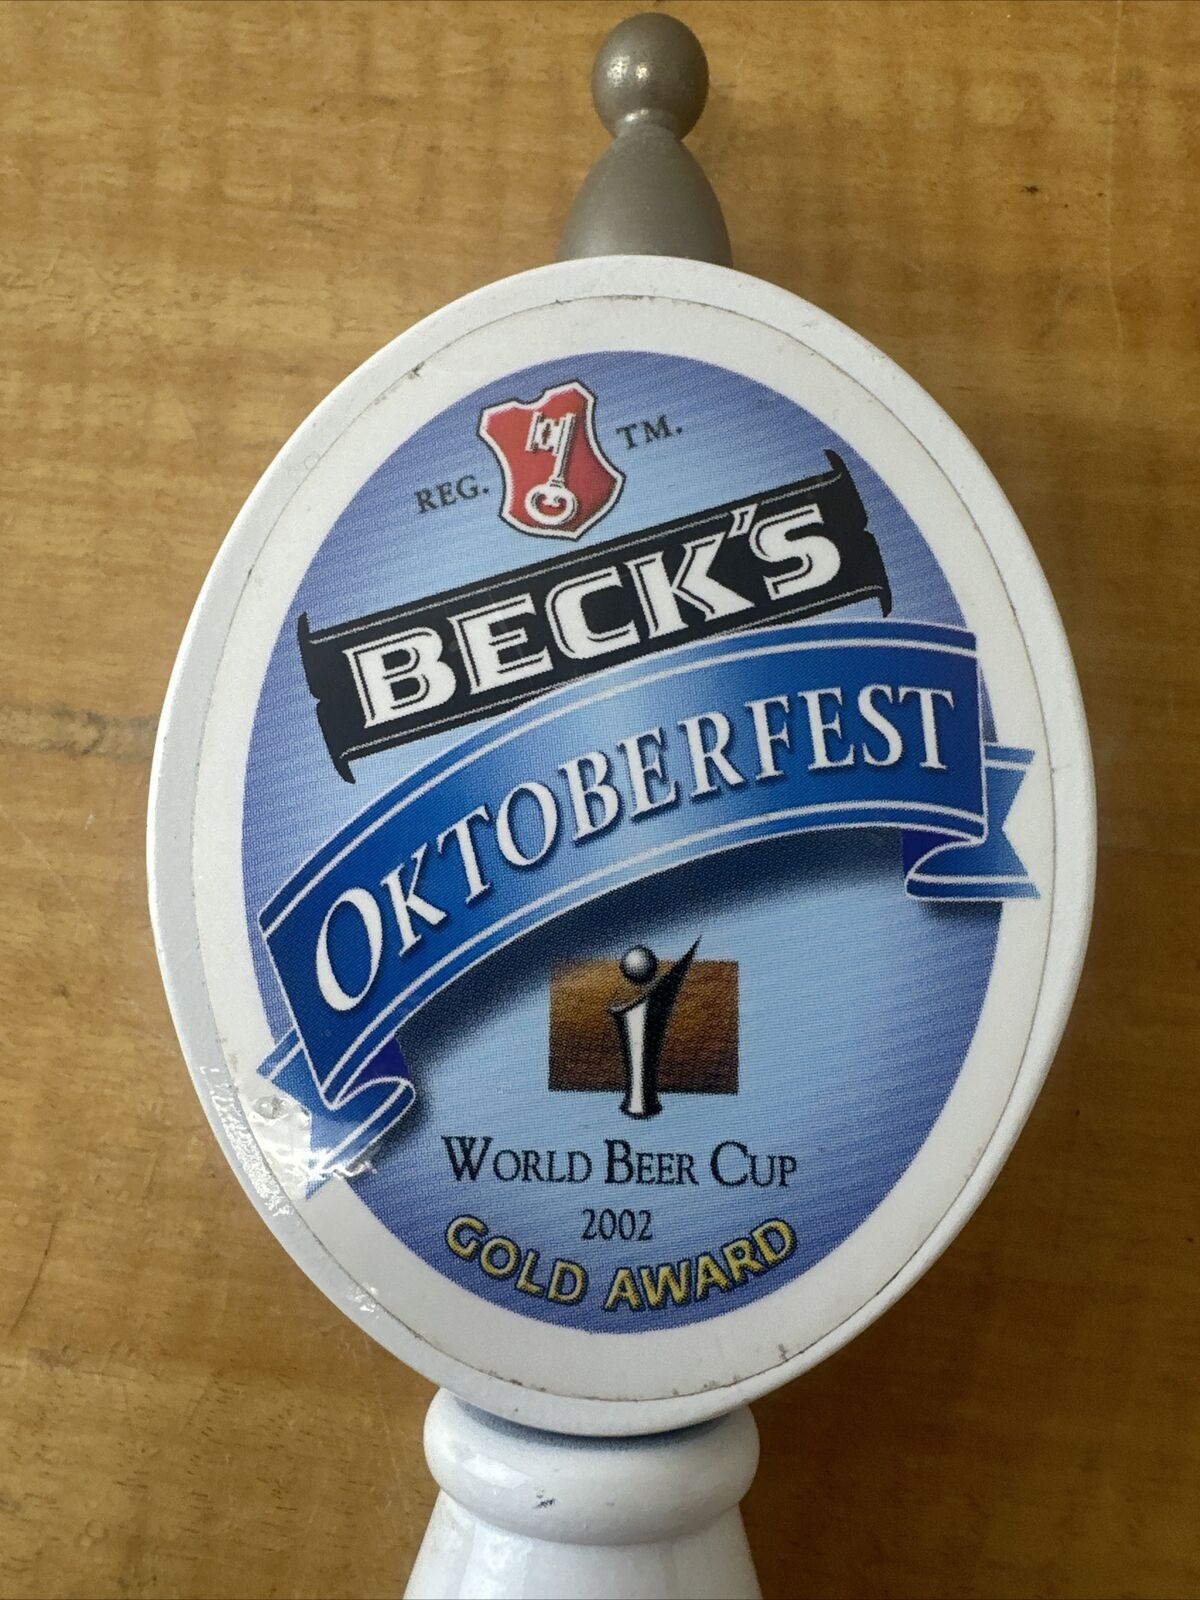 REG. TM.
BECK'S
OKTOBERFEST
WORLD BEER CUP
2002
GOLD AWARD